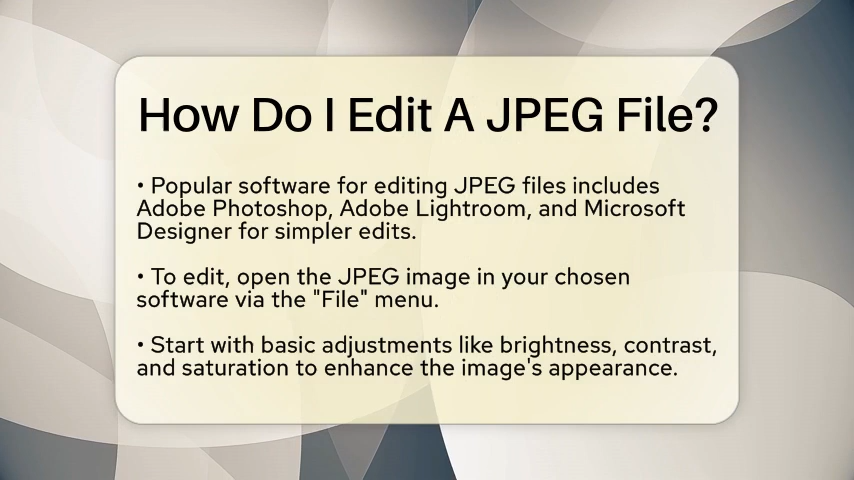 How Do I Edit A JPEG File?
• Popular software for editing JPEG files includes
Adobe Photoshop, Adobe Lightroom, and Microsoft
Designer for simpler edits.
• To edit, open the JPEG image in your chosen
software via the "File" menu.
• Start with basic adjustments like brightness, contrast,
and saturation to enhance the image's appearance.